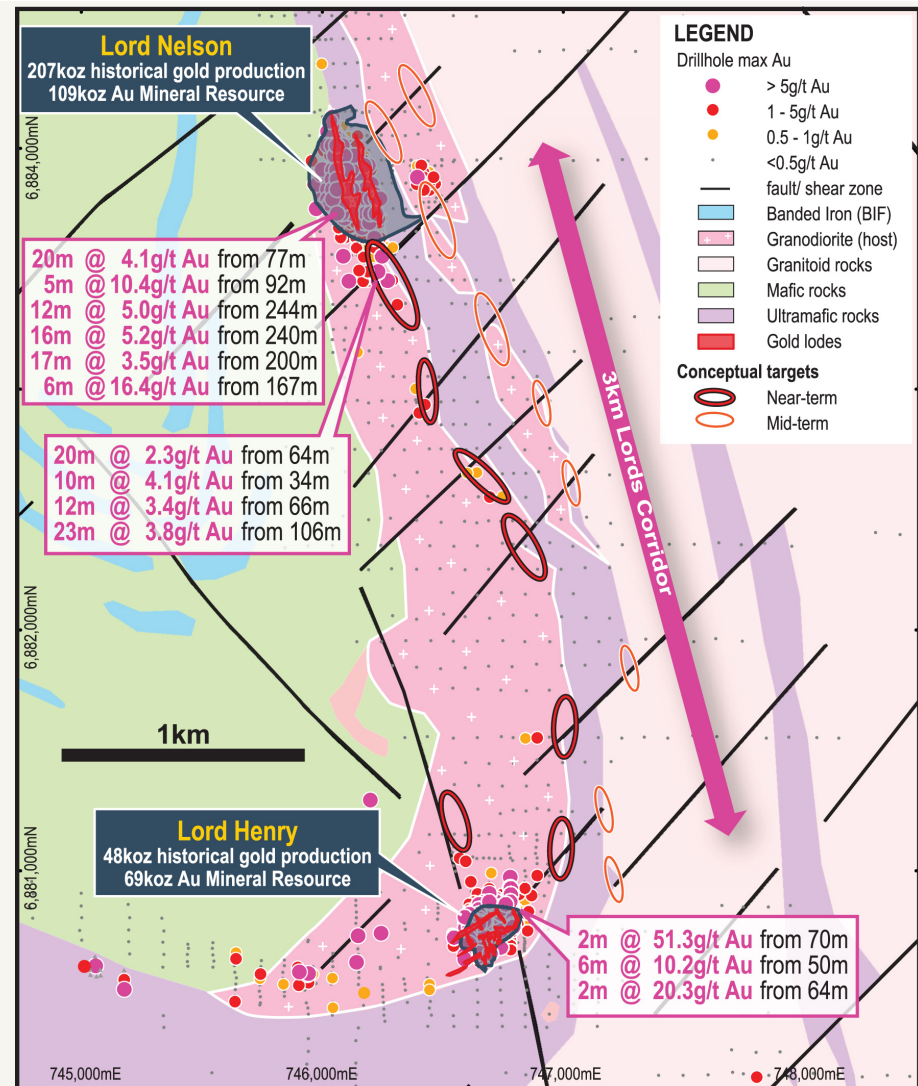 Lord Nelson
207koz historical gold production
109koz Au Mineral Resource
LEGEND
Drillhole max Au
> 5g/t Au
1 - 5g/t Au
0.5 - 1g/t Au
<0.5g/t Au
fault/ shear zone
Banded Iron (BIF)
Granodiorite (host)
Granitoid rocks
Mafic rocks
Ultramafic rocks
Gold lodes
Conceptual targets
Near-term
Mid-term
6,884,000mN
20m @ 4.1g/t Au from 77m
5m @ 10.4g/t Au from 92m
12m @ 5.0g/t Au from 244m
16m @ 5.2g/t Au from 240m
17m @ 3.5g/t Au from 200m
6m @ 16.4g/t Au from 167m
20m @ 2.3g/t Au from 64m
10m @ 4.1g/t Au from 34m
12m @ 3.4g/t Au from 66m
23m @ 3.8g/t Au from 106m
3km Lords Corridor
6,882,000mN
1km
Lord Henry
48koz historical gold production
69koz Au Mineral Resource
6,881,000mN
2m @ 51.3g/t Au from 70m
6m @ 10.2g/t Au from 50m
2m @ 20.3g/t Au from 64m
745,000mE
746,000mE
747,000mE
748,000mE